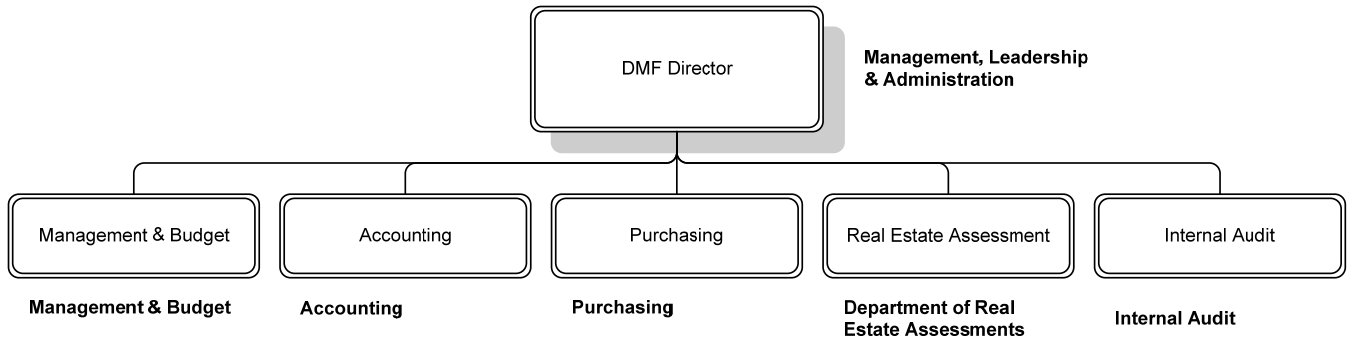 DMF Director
Management, Leadership
& Administration
Management & Budget
Accounting
Purchasing
Real Estate Assessment
Internal Audit
Management & Budget
Accounting
Purchasing
Department of Real
Estate Assessments
Internal Audit